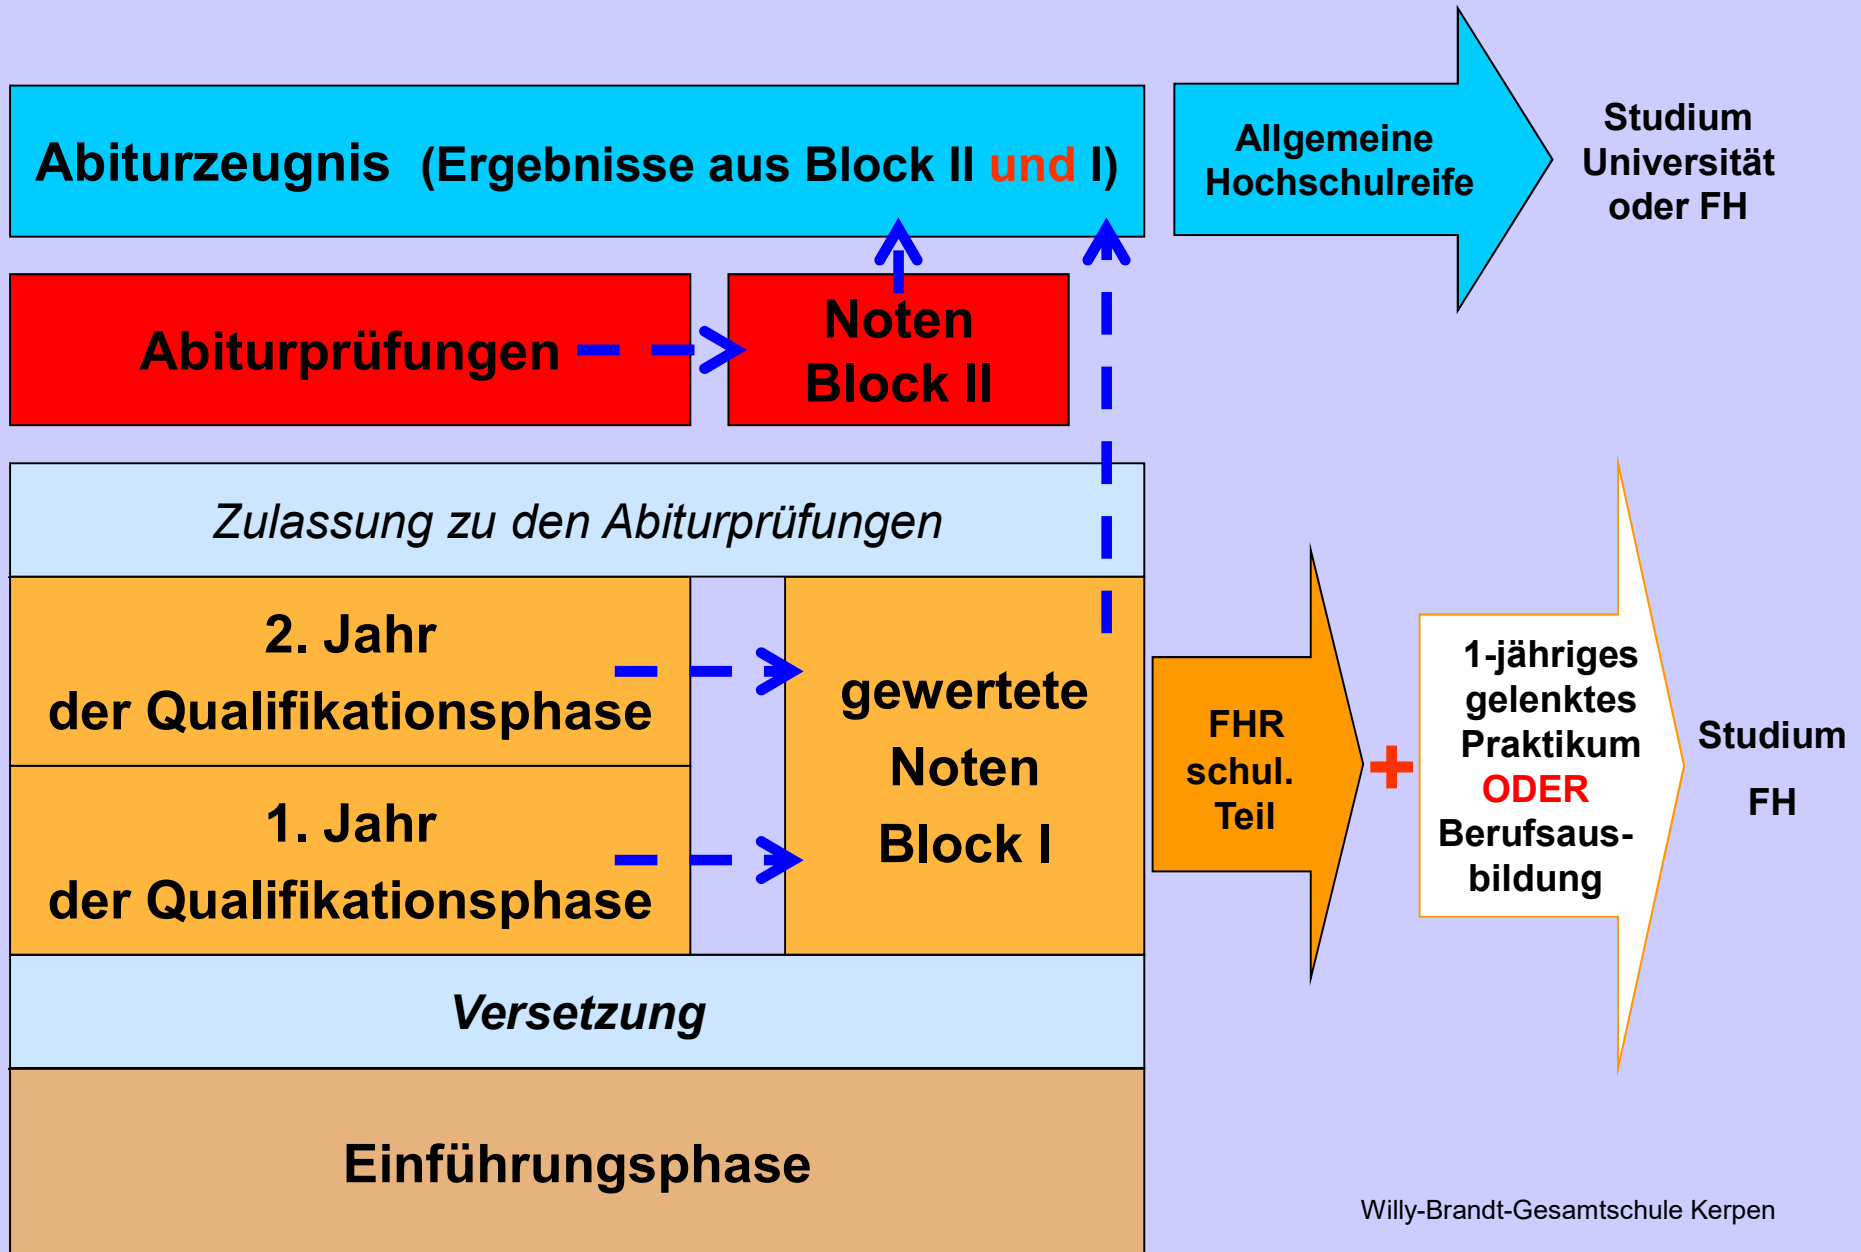 Abiturzeugnis (Ergebnisse aus Block II und I)
Allgemeine
Hochschulreife
Studium
Universität
oder FH
Abiturprüfungen
Noten
Block II
Zulassung zu den Abiturprüfungen
2. Jahr
der Qualifikationsphase
1. Jahr
der Qualifikationsphase
gewertete
Noten
Block I
FHR
schul.
Teil
+
1-jähriges
gelenktes
Praktikum
ODER
Berufsaus-
bildung
Studium
FH
Versetzung
Einführungsphase
Willy-Brandt-Gesamtschule Kerpen